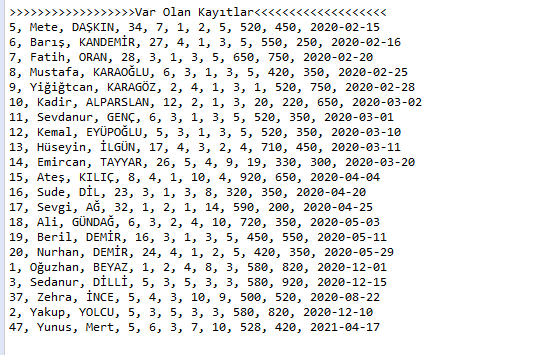 >>>>>>>>>>>>>>>>>>Var Olan Kayıtlar<<<<<<<<<<<<<<<<<<<
5, Mete, DAŞKIN, 34, 7, 1, 2, 5, 520, 450, 2020-02-15
6, Barış, KANDEMİR, 27, 4, 1, 3, 5, 550, 250, 2020-02-16
7, Fatih, ORAN, 28, 3, 1, 3, 5, 650, 750, 2020-02-20
8, Mustafa, KARAOĞLU, 6, 3, 1, 3, 5, 420, 350, 2020-02-25
9, Yiğiğtcan, KARAGÖZ, 2, 4, 1, 3, 1, 520, 750, 2020-02-28
10, Kadir, ALPARSLAN, 12, 2, 1, 3, 20, 220, 650, 2020-03-02
11, Sevdanur, GENÇ, 6, 3, 1, 3, 5, 520, 350, 2020-03-01
12, Kemal, EYÜPOĞLU, 5, 3, 1, 3, 5, 520, 350, 2020-03-10
13, Hüseyin, İLGÜN, 17, 4, 3, 2, 4, 710, 450, 2020-03-11
14, Emircan, TAYYAR, 26, 5, 4, 9, 19, 330, 300, 2020-03-20
15, Ateş, KILIÇ, 8, 4, 1, 10, 4, 920, 650, 2020-04-04
16, Sude, DİL, 23, 3, 1, 3, 8, 320, 350, 2020-04-20
17, Sevgi, AĞ, 32, 1, 2, 1, 14, 590, 200, 2020-04-25
18, Ali, GÜNDAĞ, 6, 3, 2, 4, 10, 720, 350, 2020-05-03
19, Beril, DEMİR, 16, 3, 1, 3, 5, 450, 550, 2020-05-11
20, Nurhan, DEMİR, 24, 4, 1, 2, 5, 420, 350, 2020-05-29
1, Oğuzhan, BEYAZ, 1, 2, 4, 8, 3, 580, 820, 2020-12-01
3, Sedanur, DİLLİ, 5, 3, 5, 3, 3, 580, 920, 2020-12-15
37, Zehra, İNCE, 5, 4, 3, 10, 9, 500, 520, 2020-08-22
2, Yakup, YOLCU, 5, 3, 5, 3, 3, 580, 820, 2020-12-10
47, Yunus, Mert, 5, 6, 3, 7, 10, 528, 420, 2021-04-17